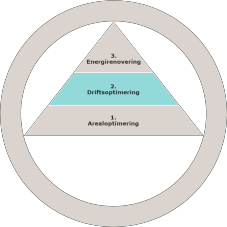 3.
Energirenovering
2.
Driftsoptimering
1.
Arealoptimering